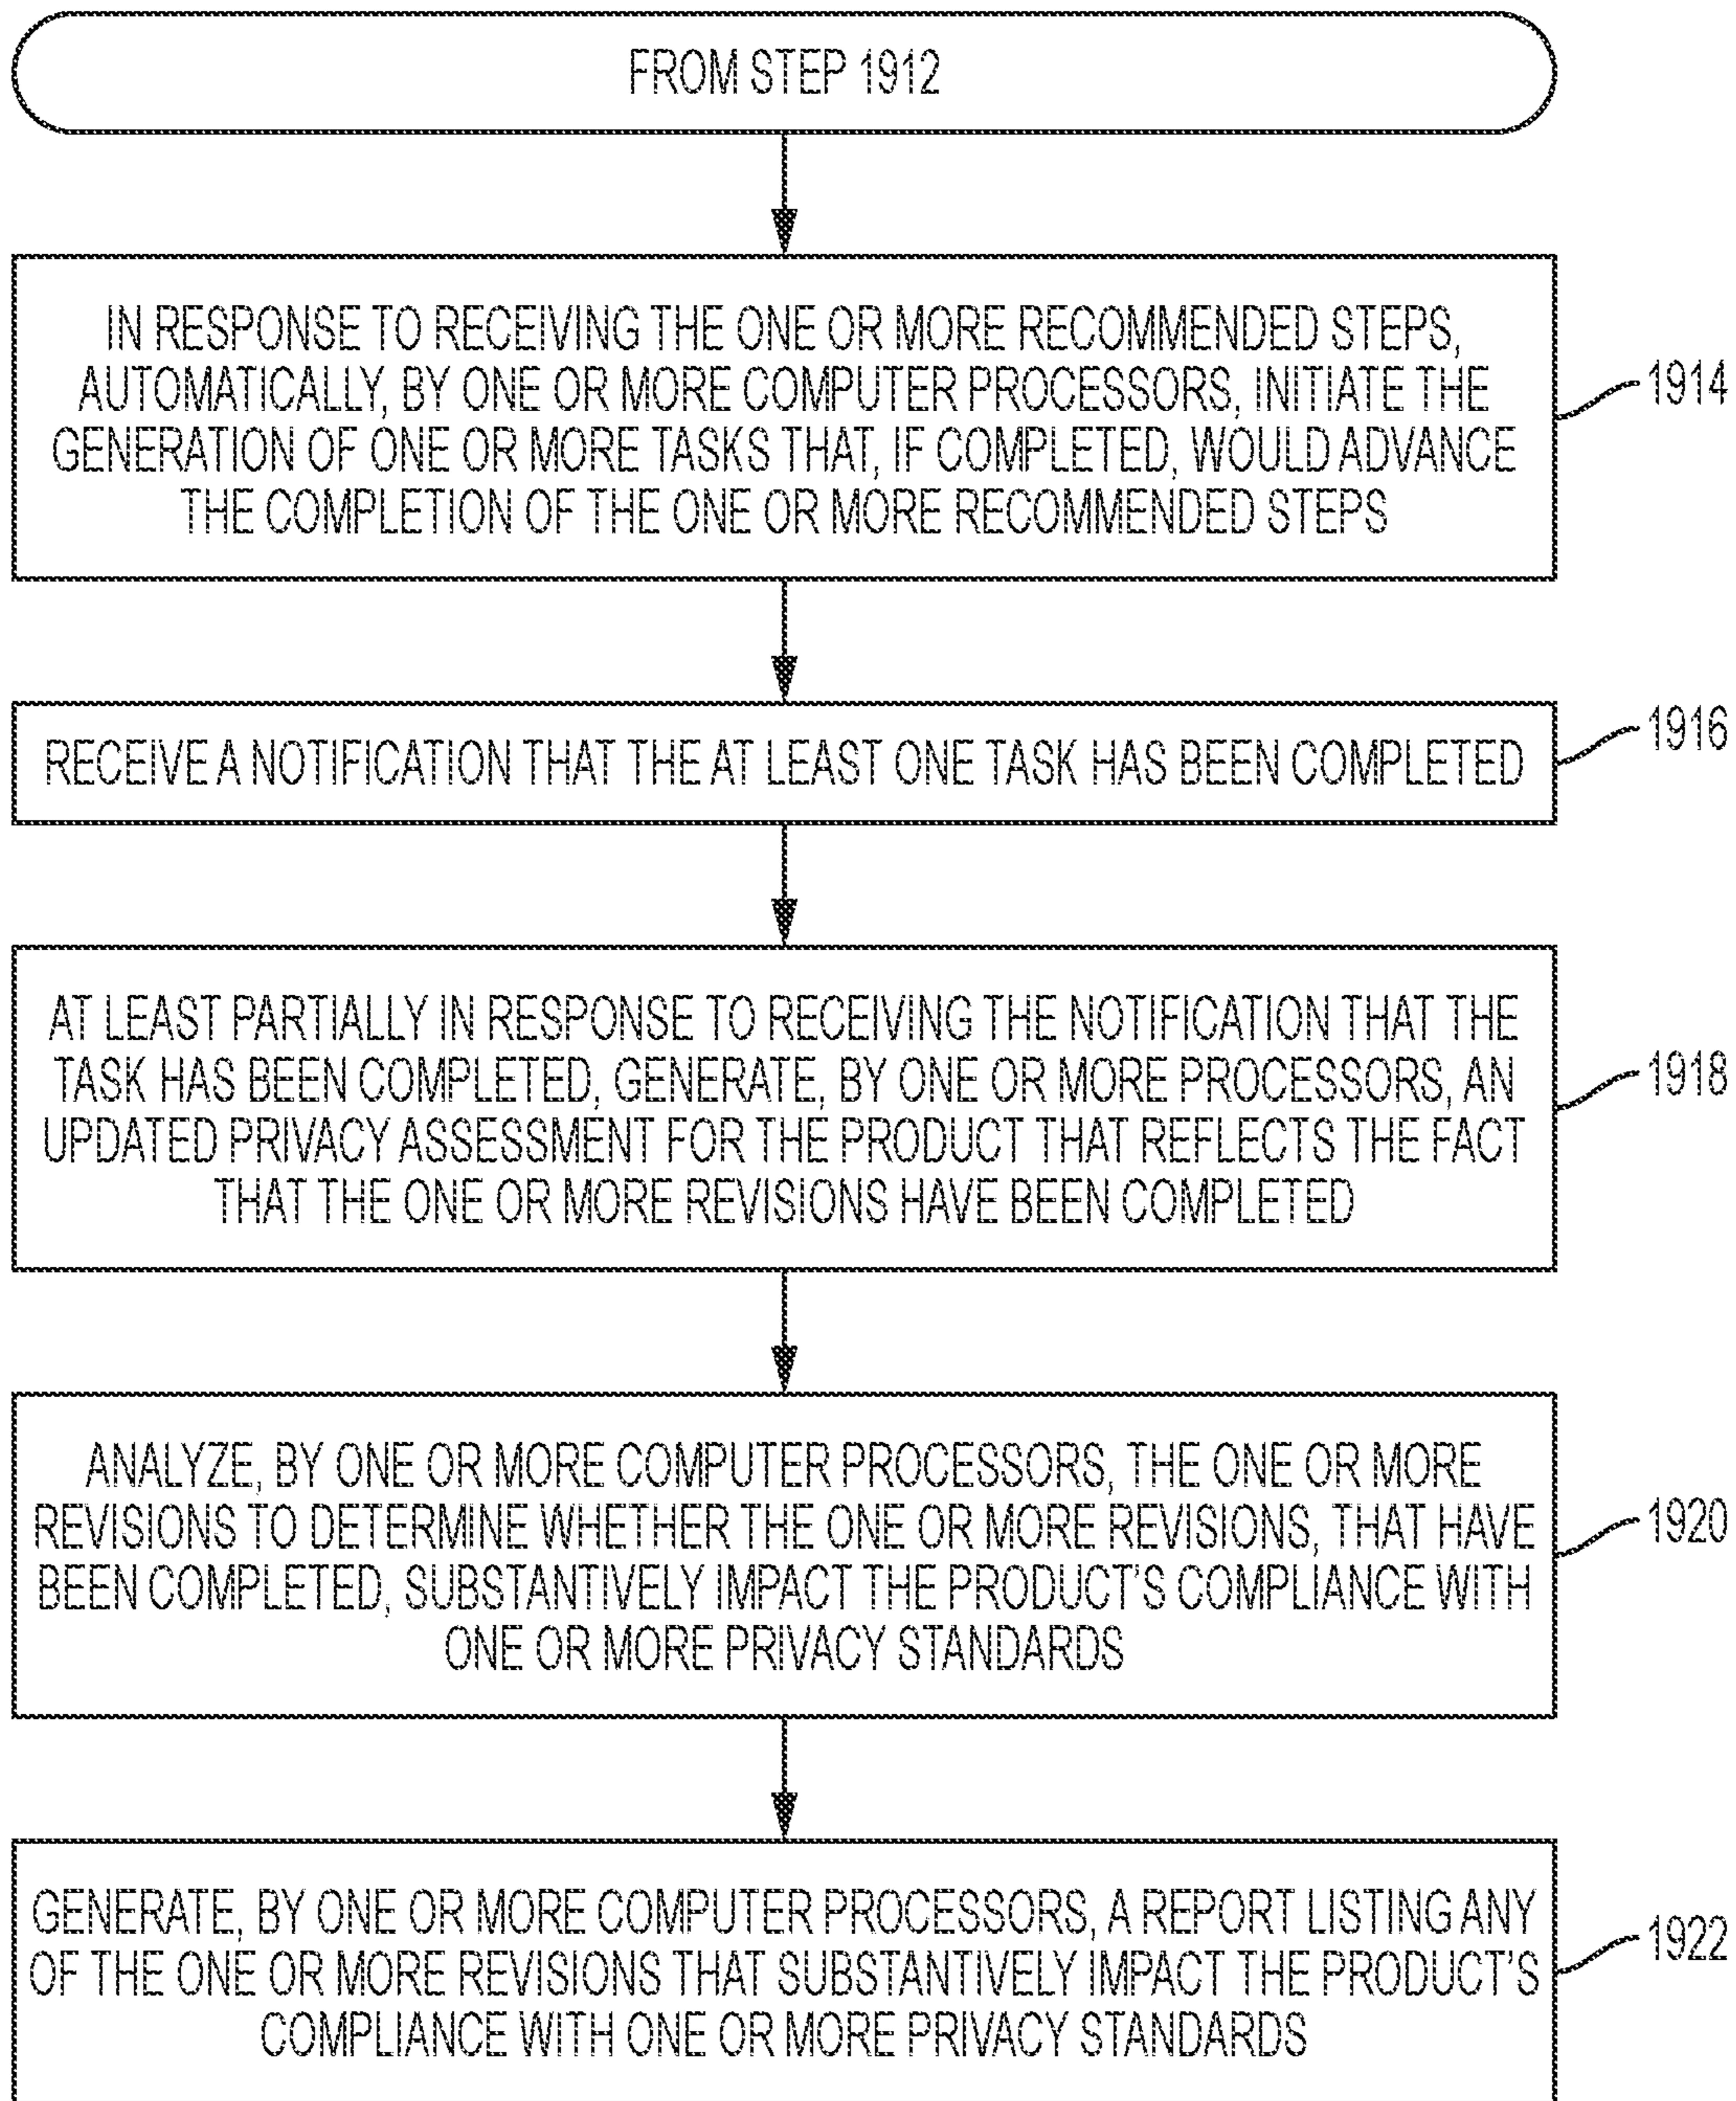 FROM STEP 1912
IN RESPONSE TO RECEIVING THE ONE OR MORE RECOMMENDED STEPS,
AUTOMATICALLY, BY ONE OR MORE COMPUTER PROCESSORS, INITIATE THE
GENERATION OF ONE OR MORE TASKS THAT, IF COMPLETED, WOULD ADVANCE
THE COMPLETION OF THE ONE OR MORE RECOMMENDED STEPS
1914
RECEIVE A NOTIFICATION THAT THE AT LEAST ONE TASK HAS BEEN COMPLETED
1916
AT LEAST PARTIALLY IN RESPONSE TO RECEIVING THE NOTIFICATION THAT THE
TASK HAS BEEN COMPLETED, GENERATE, BY ONE OR MORE PROCESSORS, AN
UPDATED PRIVACY ASSESSMENT FOR THE PRODUCT THAT REFLECTS THE FACT
THAT THE ONE OR MORE REVISIONS HAVE BEEN COMPLETED
1918
ANALYZE, BY ONE OR MORE COMPUTER PROCESSORS, THE ONE OR MORE
REVISIONS TO DETERMINE WHETHER THE ONE OR MORE REVISIONS, THAT HAVE
BEEN COMPLETED, SUBSTANTIVELY IMPACT THE PRODUCT'S COMPLIANCE WITH
ONE OR MORE PRIVACY STANDARDS
1920
GENERATE, BY ONE OR MORE COMPUTER PROCESSORS, A REPORT LISTING ANY
OF THE ONE OR MORE REVISIONS THAT SUBSTANTIVELY IMPACT THE PRODUCT'S
COMPLIANCE WITH ONE OR MORE PRIVACY STANDARDS
1922